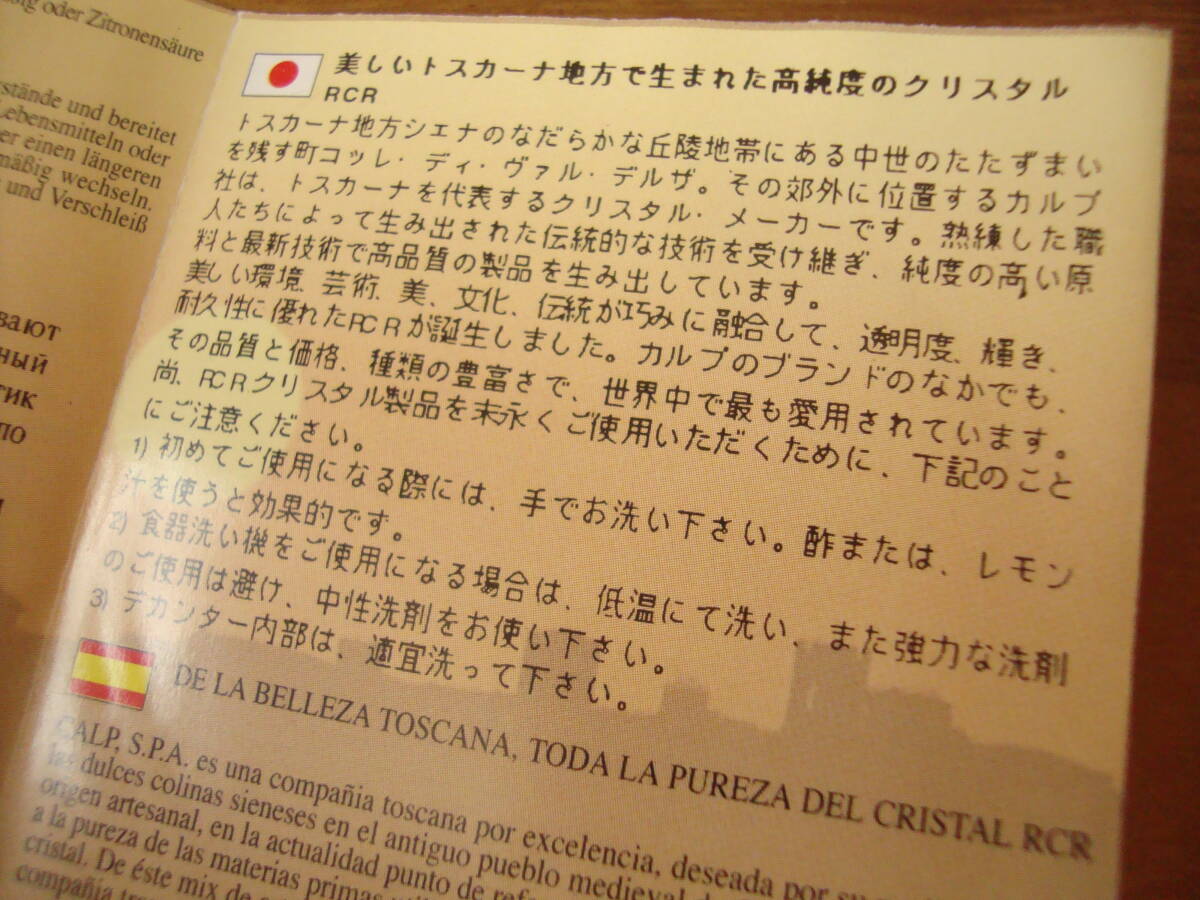 ig oder Zitronensäure
stände und bereitet
Lebensmitteln oder
er einen längeren
mäßig wechseln.
und Verschleiß
вают
ный
тик
по
美しいトスカーナ地方で生まれた高純度のクリスタル
RCR
トスカーナ地方シエナのなだらかな丘陵地帯にある中世のたたずまい
を残す町コッレ・ディ・ヴァル・デルザ。その郊外に位置するカルプ
社は、トスカーナを代表するクリスタル・メーカーです。熟練した職
人たちによって生み出された伝統的な技術を受け継ぎ、純度の高い原
料と最新技術で高品質の製品を生み出しています。
美しい環境、芸術、美、文化、伝統が巧みに融合して、透明度、輝き、
耐久性に優れたRCRが誕生しました。カルプのブランドのなかでも、
その品質と価格、種類の豊富さで、世界中で最も愛用されています。
尚、RCRクリスタル製品を末永くご使用いただくために、下記のこと
にご注意ください。
1) 初めてご使用になる際には、手でお洗い下さい。酢または、レモン
汁を使うと効果的です。
2) 食器洗い機をご使用になる場合は、低温にて洗い、また強力な洗剤
のご使用は避け、中性洗剤をお使い下さい。
3) デカンター内部は、適宜洗って下さい。
DE LA BELLEZA TOSCANA, TODA LA PUREZA DEL CRISTAL RCR
CALP, S.P.A. es una compañia toscana por excelencia, deseada por su
las dulces colinas sieneses en el antiguo pueblo medieval
origen artesanal, en la actualidad punto de
a la pureza de las materias primas
cristal. De éste mix de
compañia